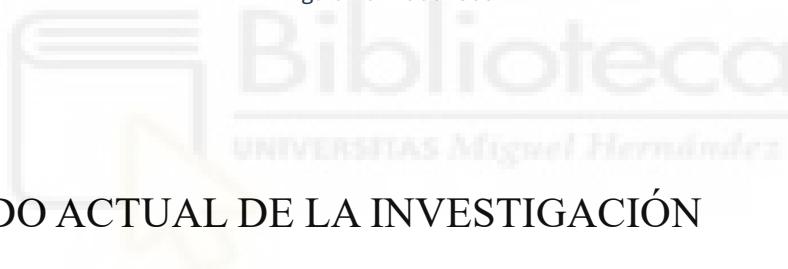 Biblioteca
UNIVERSITAS Miguel Hernández
DO ACTUAL DE LA INVESTIGACIÓN